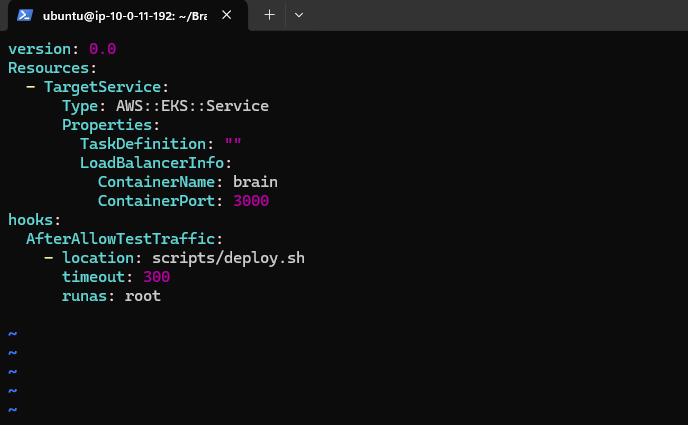 ubuntu@ip-10-0-11-192: ~/Bra
version: 0.0
Resources:
  - TargetService:
      Type: AWS::EKS::Service
      Properties:
        TaskDefinition: ""
        LoadBalancerInfo:
          ContainerName: brain
          ContainerPort: 3000
hooks:
  AfterAllowTestTraffic:
    - location: scripts/deploy.sh
      timeout: 300
      runas: root
~
~
~
~
~